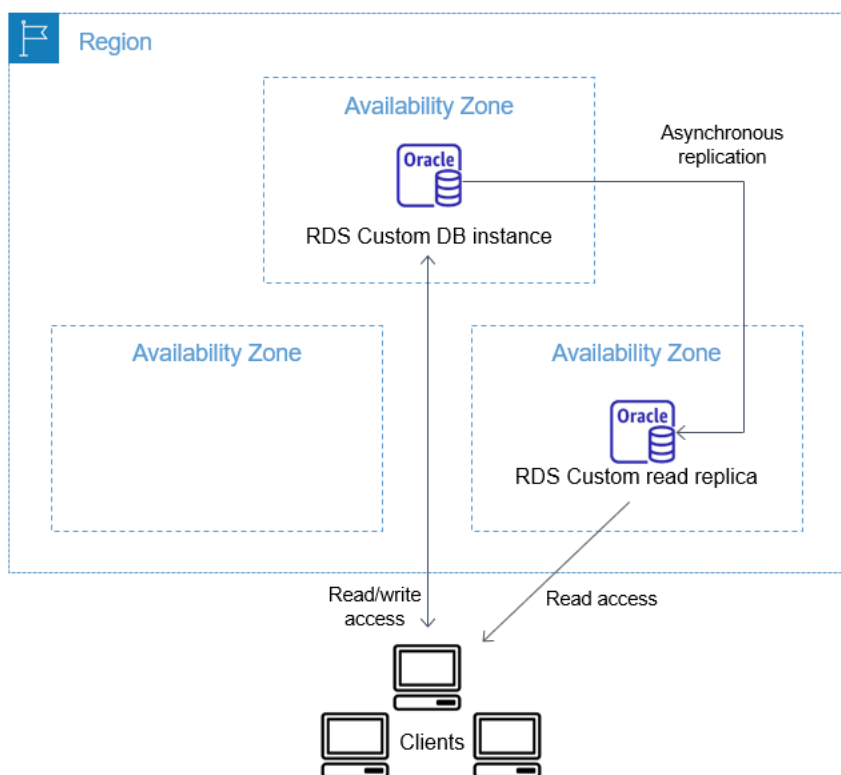 Region
Availability Zone
Oracle
RDS Custom DB instance
Asynchronous
replication
Availability Zone
Availability Zone
Oracle
RDS Custom read replica
Read/write
access
Read access
Clients